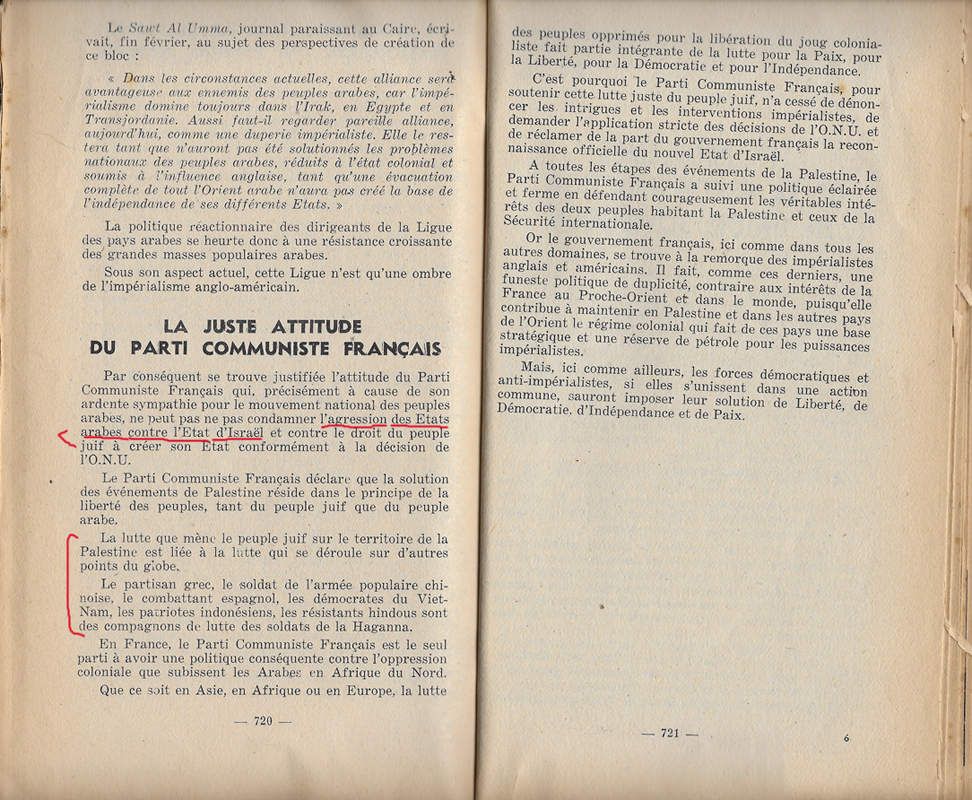 Le Sawt Al Umma, journal paraissant au Caire, écri-
vait, fin février, au sujet des perspectives de création de
ce bloc :
« Dans les circonstances actuelles, cette alliance sera
avantageuse aux ennemis des peuples arabes, car l'impé-
rialisme domine toujours dans l'Irak, en Egypte et en
Transjordanie. Aussi faut-il regarder pareille alliance,
aujourd'hui, comme une duperie impérialiste. Elle le res-
tera tant que n'auront pas été solutionnés les problèmes
nationaux des peuples arabes, réduits à l'état colonial et
soumis à l'influence anglaise, tant qu'une évacuation
complète de tout l'Orient arabe n'aura pas créé la base de
l'indépendance de ses différents Etats. »
La politique réactionnaire des dirigeants de la Ligue
des pays arabes se heurte donc à une résistance croissante
des grandes masses populaires arabes.
Sous son aspect actuel, cette Ligue n'est qu'une ombre
de l'impérialisme anglo-américain.
LA JUSTE ATTITUDE
DU PARTI COMMUNISTE FRANÇAIS
Par conséquent se trouve justifiée l'attitude du Parti
Communiste Français qui, précisément à cause de son
ardente sympathie pour le mouvement national des peuples
arabes, ne peut pas ne pas condamner l'agression des Etats
arabes contre l'Etat d'Israël et contre le droit du peuple
juif à créer son Etat conformément à la décision de
l'O.N.U.
Le Parti Communiste Français déclare que la solution
des événements de Palestine réside dans le principe de la
liberté des peuples, tant du peuple juif que du peuple
arabe.
La lutte que mène le peuple juif sur le territoire de la
Palestine est liée à la lutte qui se déroule sur d'autres
points du globe.
Le partisan grec, le soldat de l'armée populaire chi-
noise, le combattant espagnol, les démocrates du Viet-
Nam, les patriotes indonésiens, les résistants hindous sont
des compagnons de lutte des soldats de la Haganna.
En France, le Parti Communiste Français est le seul
parti à avoir une politique conséquente contre l'oppression
coloniale que subissent les Arabes en Afrique du Nord.
Que ce soit en Asie, en Afrique ou en Europe, la lutte
— 720 —
des peuples opprimés pour la libération du joug colonia-
liste fait partie intégrante de la lutte pour la Paix, pour
la Liberté, pour la Démocratie et pour l'Indépendance.
C'est pourquoi le Parti Communiste Français, pour
soutenir cette lutte juste du peuple juif, n'a cessé de dénon-
cer les intrigues et les interventions impérialistes, de
demander l'application stricte des décisions de l'O.N.U. et
de réclamer de la part du gouvernement français la recon-
naissance officielle du nouvel Etat d'Israël.
A toutes les étapes des événements de la Palestine, le
Parti Communiste Français a suivi une politique éclairée
et ferme en défendant courageusement les véritables inté-
rêts des deux peuples habitant la Palestine et ceux de la
Sécurité internationale.
Or le gouvernement français, ici comme dans tous les
autres domaines, se trouve à la remorque des impérialistes
anglais et américains. Il fait, comme ces derniers, une
funeste politique de duplicité, contraire aux intérêts de la
France au Proche-Orient et dans le monde, puisqu'elle
contribue à maintenir en Palestine et dans les autres pays
de l'Orient le régime colonial qui fait de ces pays une base
stratégique et une réserve de pétrole pour les puissances
impérialistes.
Mais, ici comme ailleurs, les forces démocratiques et
anti-impérialistes, si elles s'unissent dans une action
commune, sauront imposer leur solution de Liberté, de
Démocratie, d'Indépendance et de Paix.
— 721 —
6